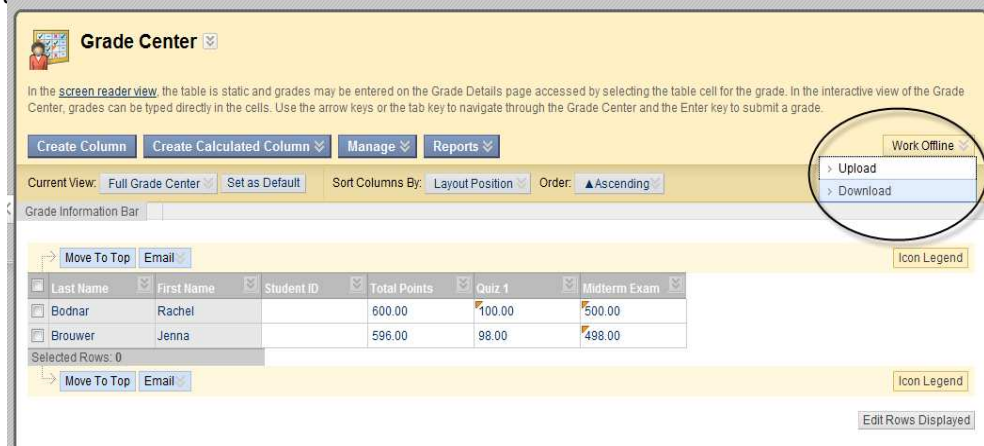 Grade Center
In the screen reader view, the table is static and grades may be entered on the Grade Details page accessed by selecting the table cell for the grade. In the interactive view of the Grade
Center, grades can be typed directly in the cells. Use the arrow keys or the tab key to navigate through the Grade Center and the Enter key to submit a grade.
Create Column Create Calculated Column Manage Reports Work Offline
> Upload
> Download
Current View: Full Grade Center Set as Default Sort Columns By: Layout Position Order: ▲Ascending
Grade Information Bar
Move To Top Email Icon Legend
Last Name First Name Student ID Total Points Quiz 1 Midterm Exam
Bodnar Rachel 600.00 100.00 500.00
Brouwer Jenna 596.00 98.00 498.00
Selected Rows: 0
Move To Top Email Icon Legend
Edit Rows Displayed